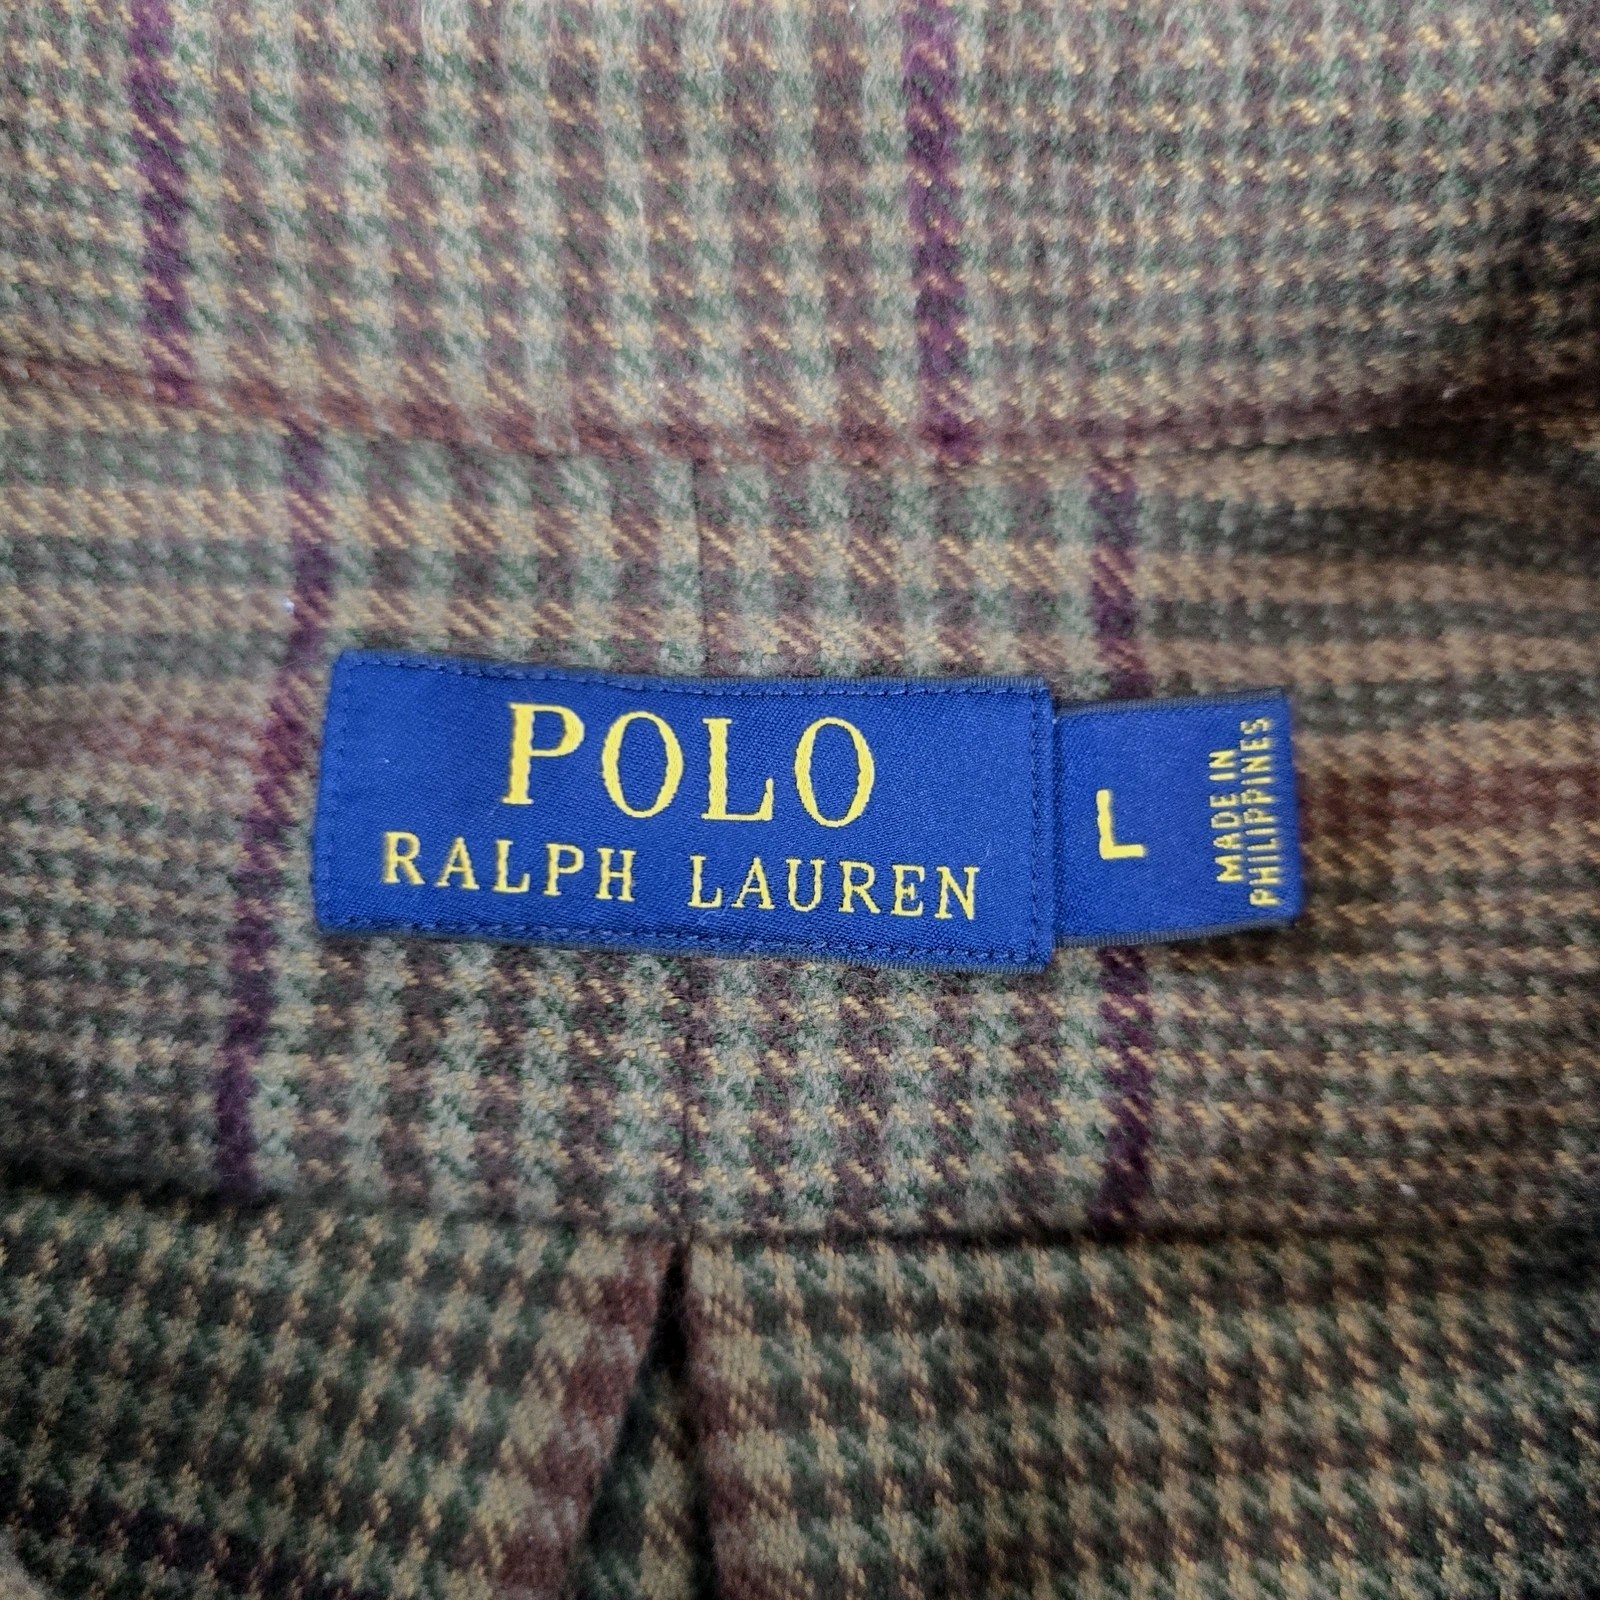 POLO
RALPH LAUREN
L
MADE IN
PHILIPPINES